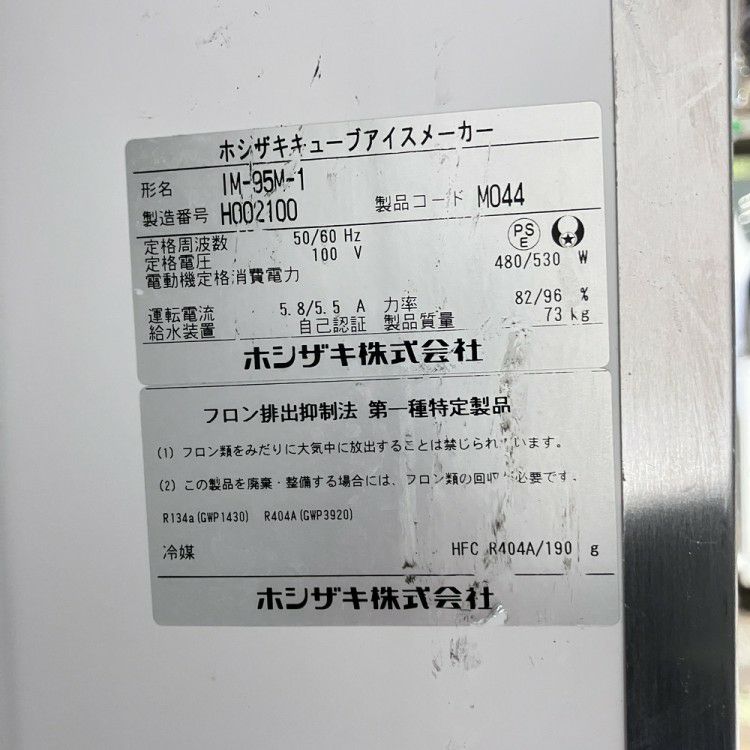 ホシザキキューブアイスメーカー
形名 IM-95M-1
製造番号 H002100 製品コード M044
定格周波数 50/60 Hz
定格電圧 100 V
PS
E
電動機定格消費電力 480/530 W
運転電流 5.8/5.5 A 力率 82/96 %
給水装置 自己認証 製品質量 73 kg
ホシザキ株式会社
フロン排出抑制法 第一種特定製品
(1) フロン類をみだりに大気中に放出することは禁じられています。
(2) この製品を廃棄・整備する場合には、フロン類の回収が必要です。
R134a(GWP1430) R404A(GWP3920)
冷媒 HFC R404A/190 g
ホシザキ株式会社